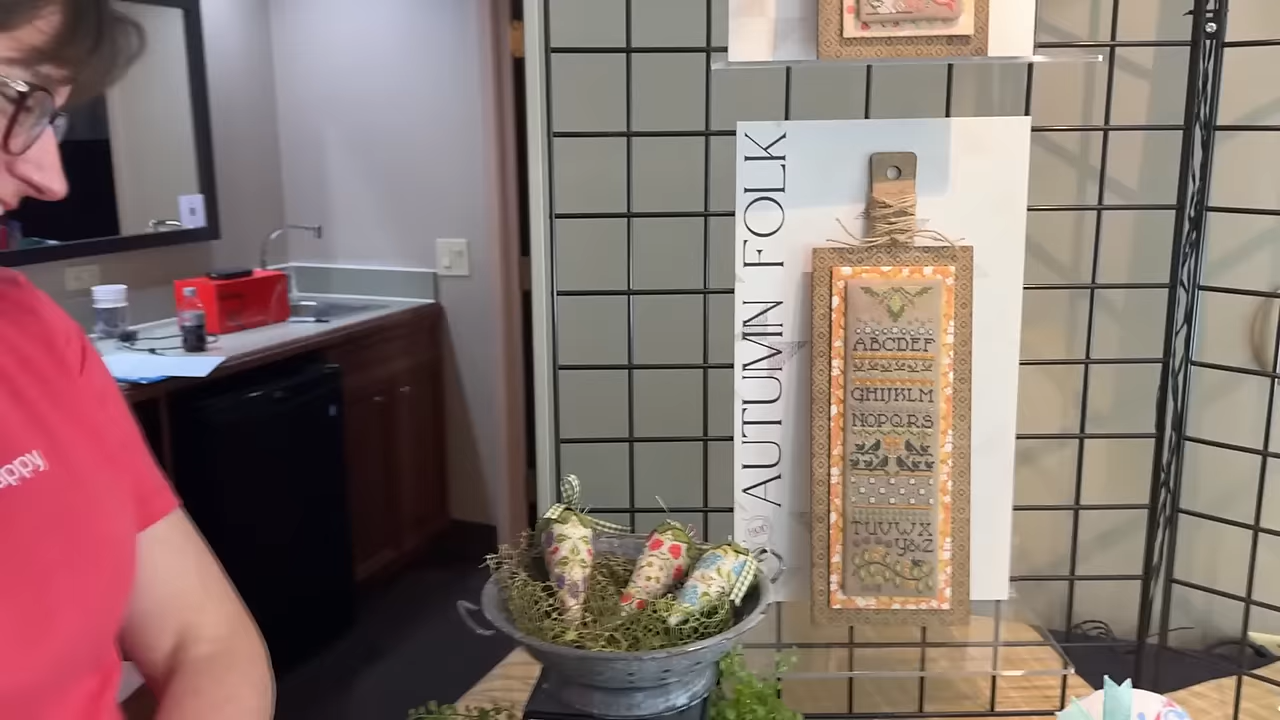 AUTUMN FOLK
ABCDEF
GHIJKLM
NOPQRS
TUVWX
Y&Z
appy